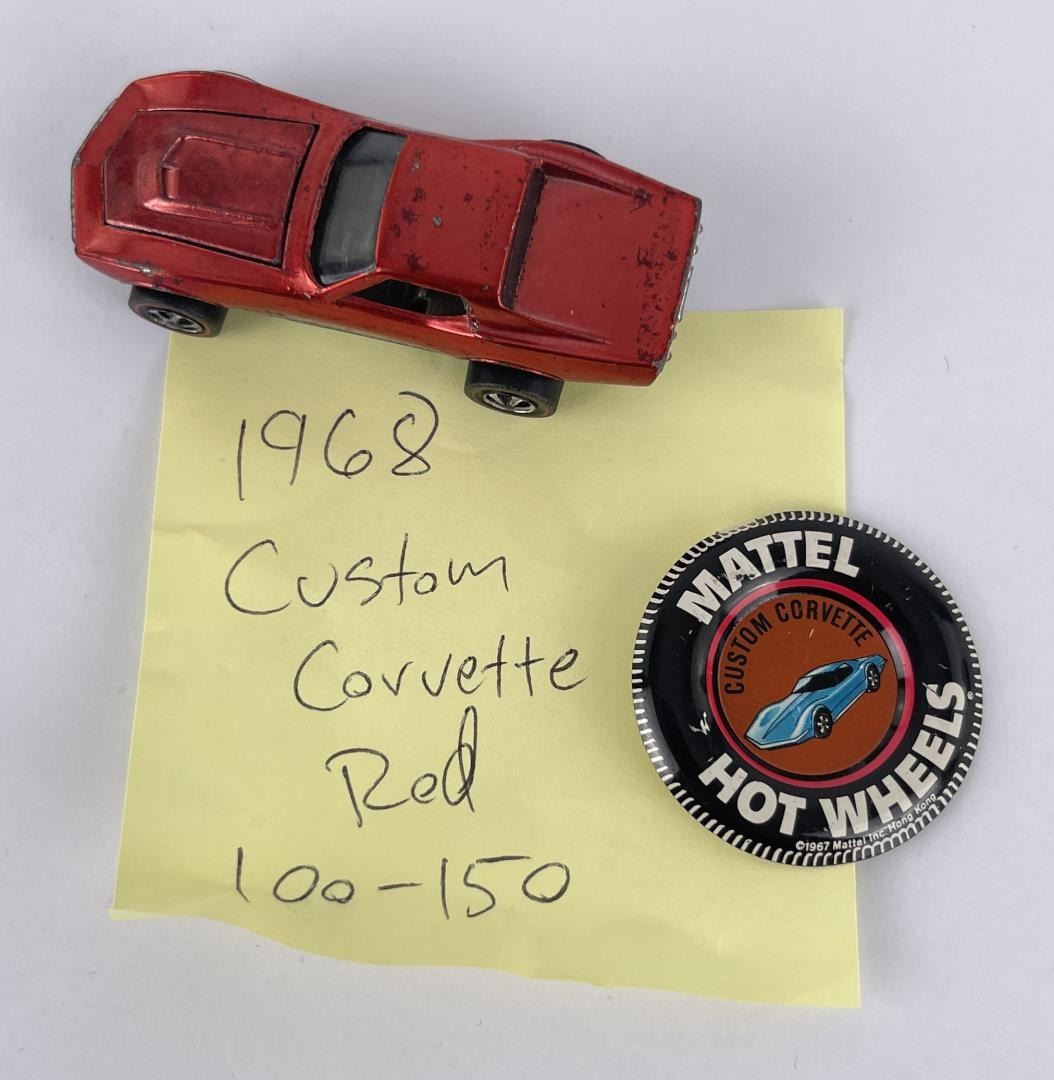 1968
Custom
Corvette
Red
100-150
MATTEL
CUSTOM CORVETTE
HOT WHEELS®
©1967 Mattel Inc. Hong Kong